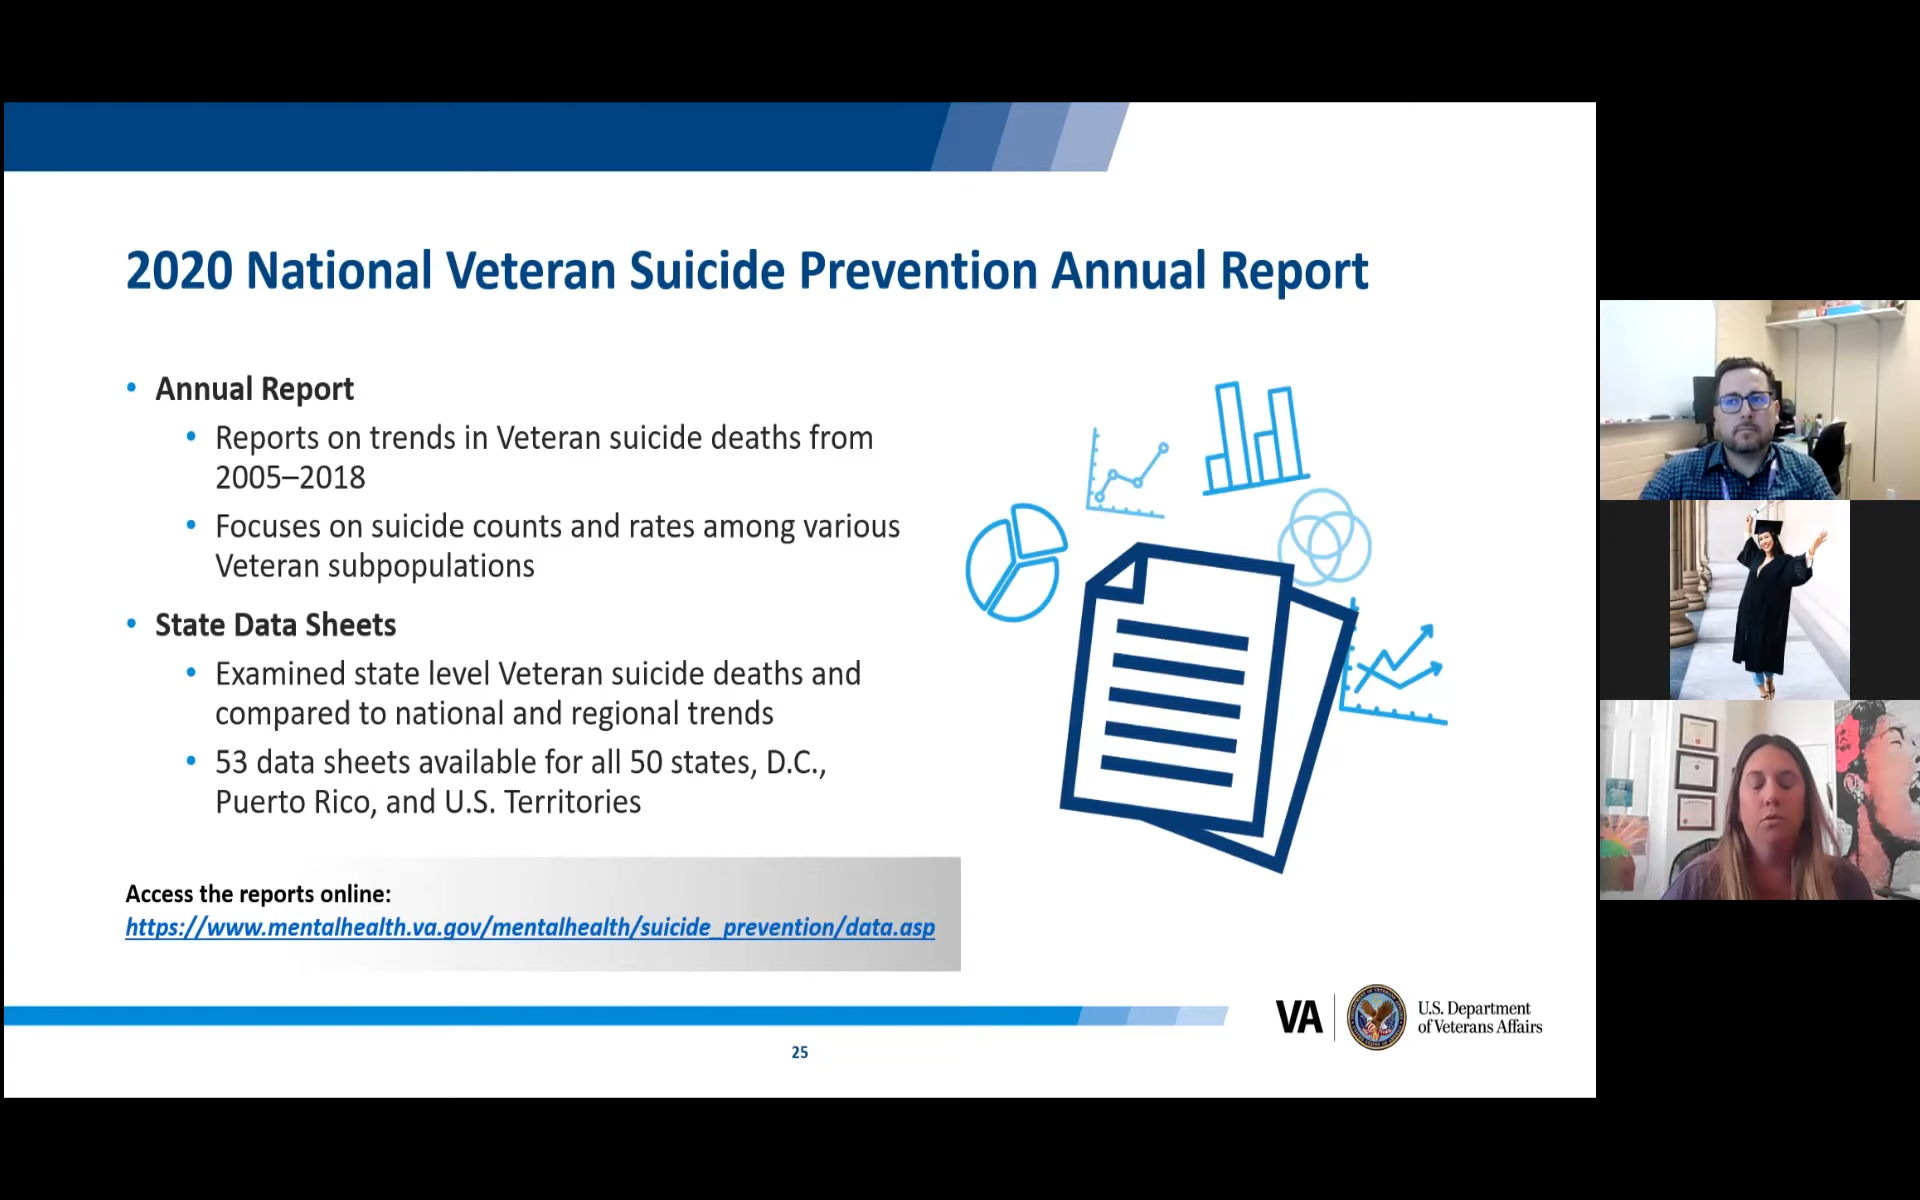 2020 National Veteran Suicide Prevention Annual Report
• Annual Report
• Reports on trends in Veteran suicide deaths from
2005–2018
• Focuses on suicide counts and rates among various
Veteran subpopulations
• State Data Sheets
• Examined state level Veteran suicide deaths and
compared to national and regional trends
• 53 data sheets available for all 50 states, D.C.,
Puerto Rico, and U.S. Territories
Access the reports online:
https://www.mentalhealth.va.gov/mentalhealth/suicide_prevention/data.asp
VA
U.S. Department
of Veterans Affairs
25